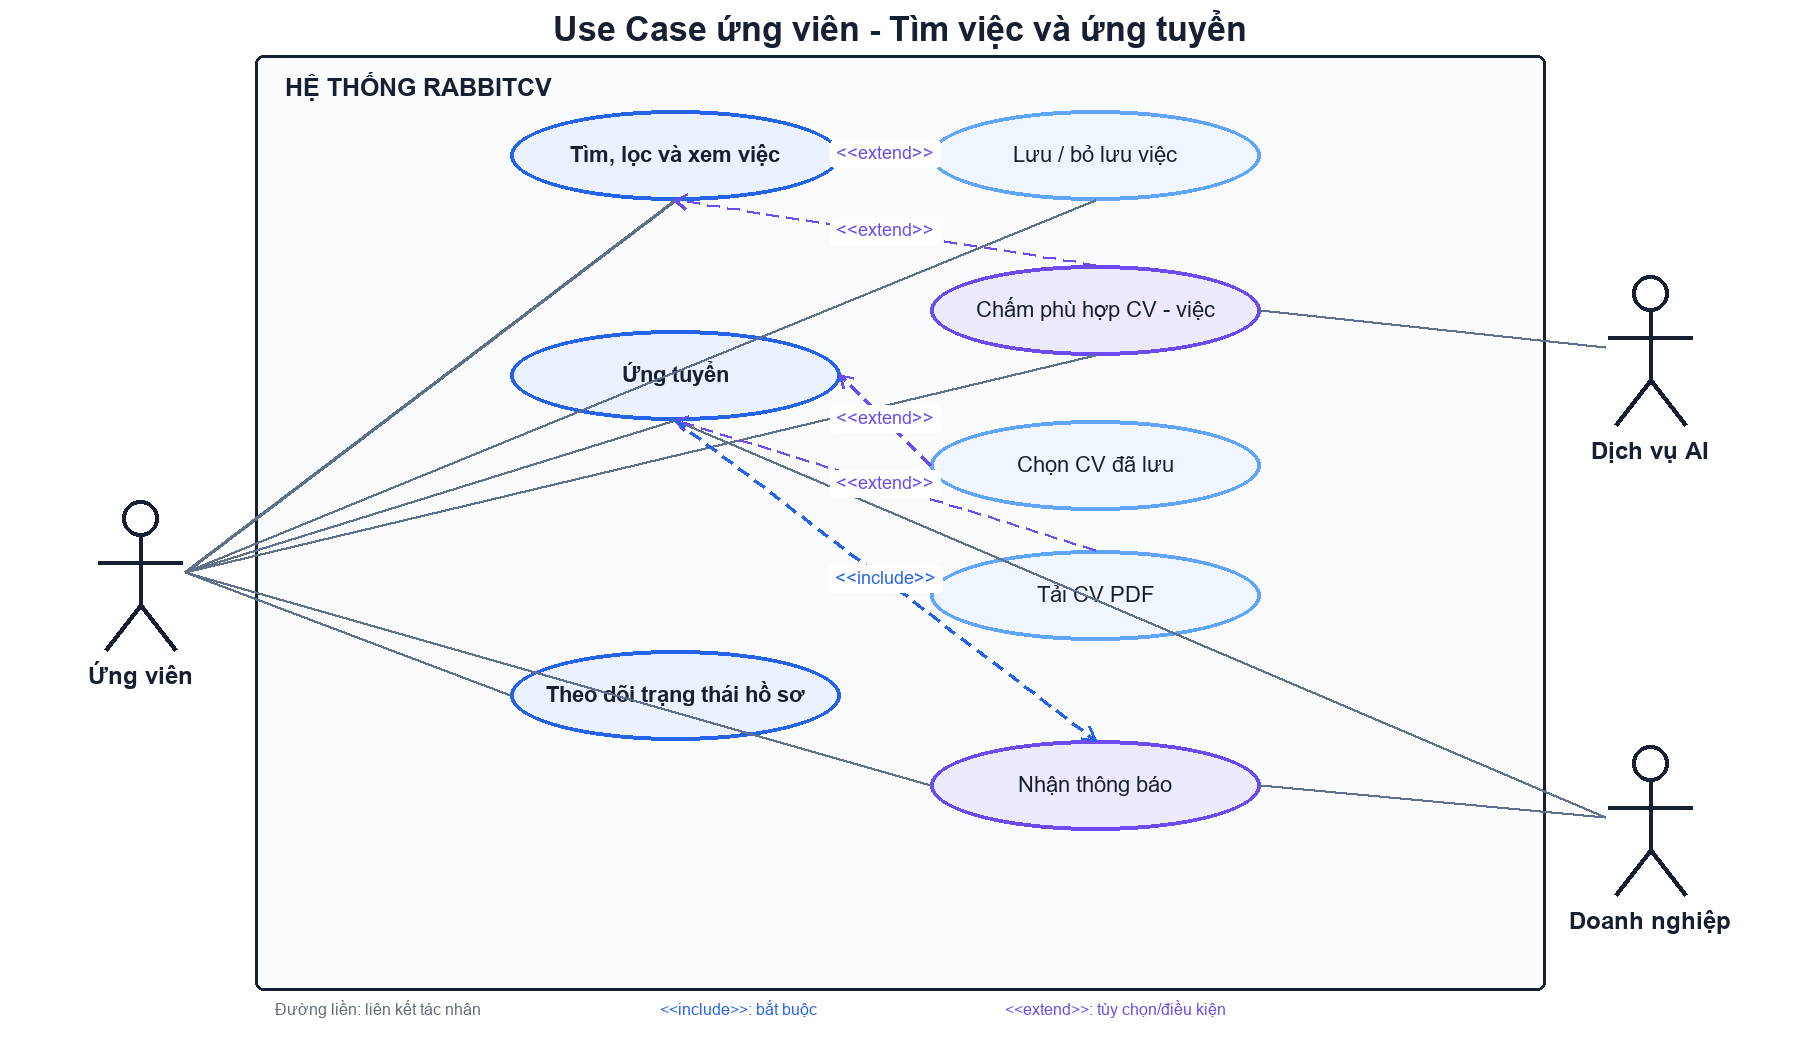 Use Case ứng viên - Tìm việc và ứng tuyển
HỆ THỐNG RABBITCV
Tìm, lọc và xem việc
<<extend>>
Lưu / bỏ lưu việc
<<extend>>
Chấm phù hợp CV - việc
Ứng tuyển
<<extend>>
Dịch vụ AI
Chọn CV đã lưu
<<extend>>
<<include>>
Tải CV PDF
Ứng viên
Theo dõi trạng thái hồ sơ
Nhận thông báo
Doanh nghiệp
Đường liền: liên kết tác nhân
<<include>>: bắt buộc
<<extend>>: tùy chọn/điều kiện